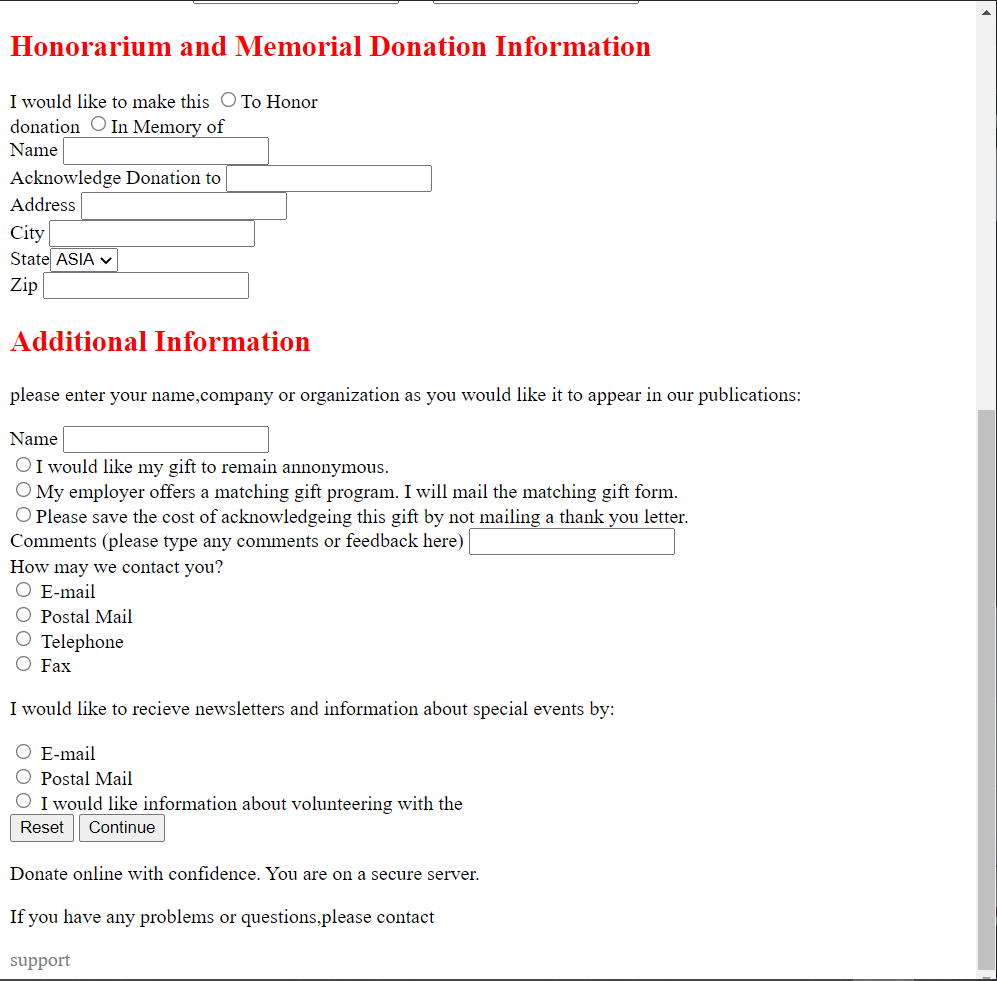 Honorarium and Memorial Donation Information
I would like to make this To Honor
donation In Memory of
Name
Acknowledge Donation to
Address
City
State ASIA
Zip
Additional Information
please enter your name,company or organization as you would like it to appear in our publications:
Name
I would like my gift to remain annonymous.
My employer offers a matching gift program. I will mail the matching gift form.
Please save the cost of acknowledgeing this gift by not mailing a thank you letter.
Comments (please type any comments or feedback here)
How may we contact you?
E-mail
Postal Mail
Telephone
Fax
I would like to recieve newsletters and information about special events by:
E-mail
Postal Mail
I would like information about volunteering with the
Reset Continue
Donate online with confidence. You are on a secure server.
If you have any problems or questions,please contact
support